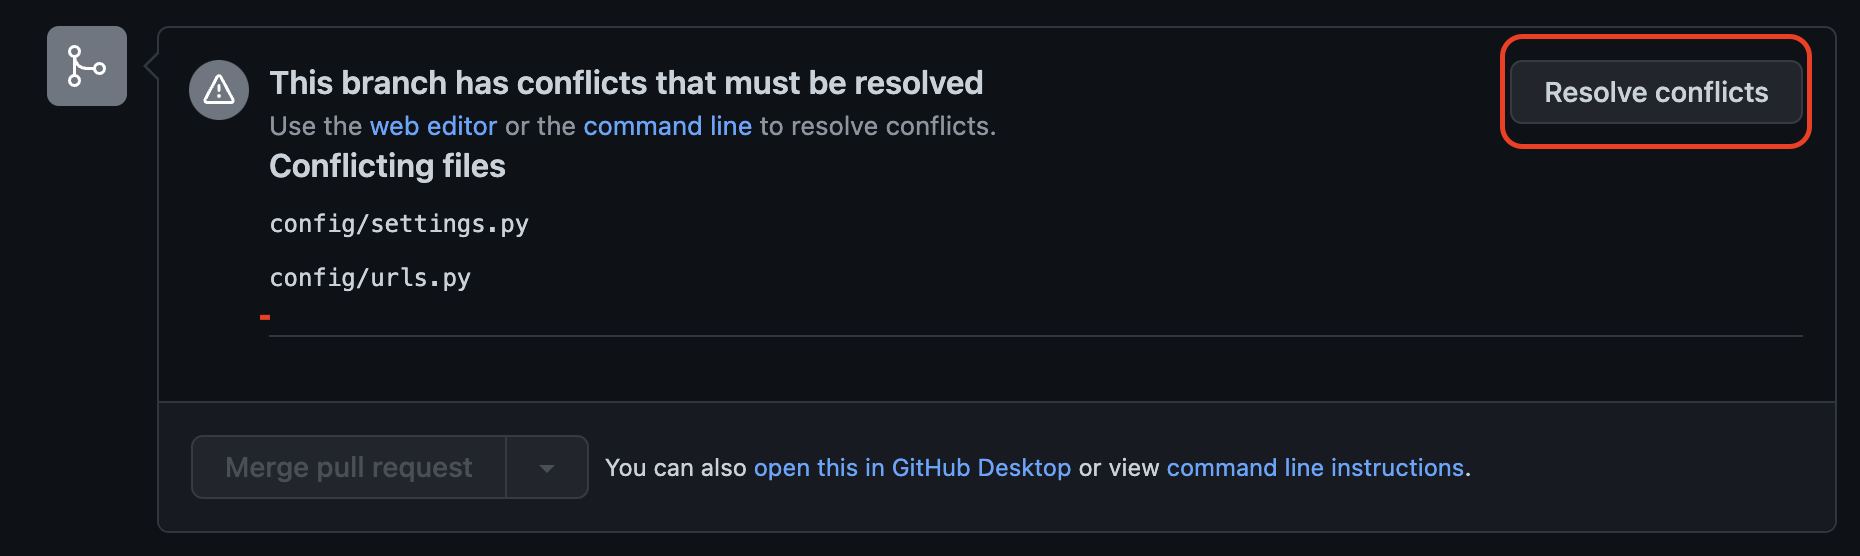 This branch has conflicts that must be resolved
Resolve conflicts
Use the web editor or the command line to resolve conflicts.
Conflicting files
config/settings.py
config/urls.py
Merge pull request
You can also open this in GitHub Desktop or view command line instructions.